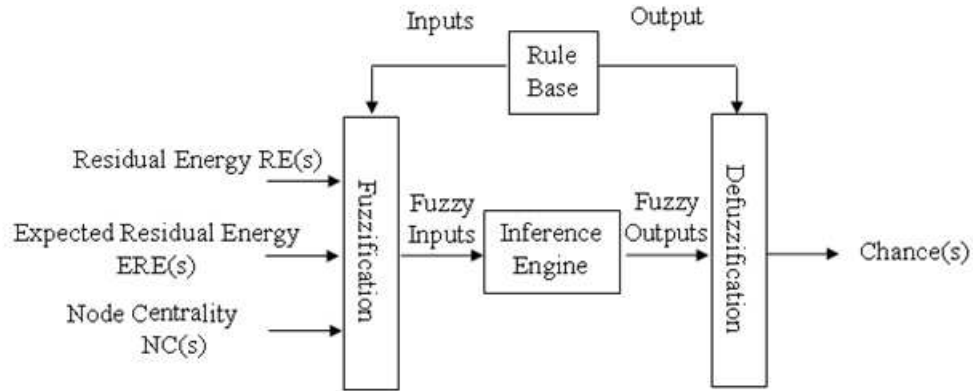 Inputs
Output
Rule
Base
Residual Energy RE(s)
Expected Residual Energy
ERE(s)
Node Centrality
NC(s)
Fuzzification
Fuzzy
Inputs
Inference
Engine
Fuzzy
Outputs
Defuzzification
Chance(s)